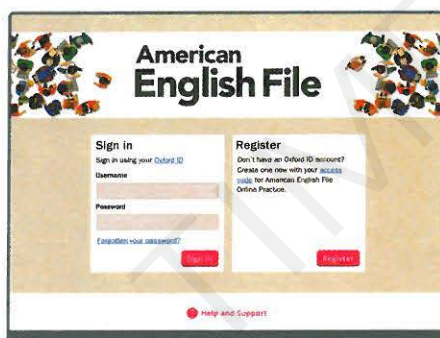 American
English File
Sign in
Sign in using your Oxford ID
Username
Password
Forgotten your password?
Sign in
Register
Don't have an Oxford ID account?
Create one now with your access
code for American English File
Online Practice.
Register
Help and Support